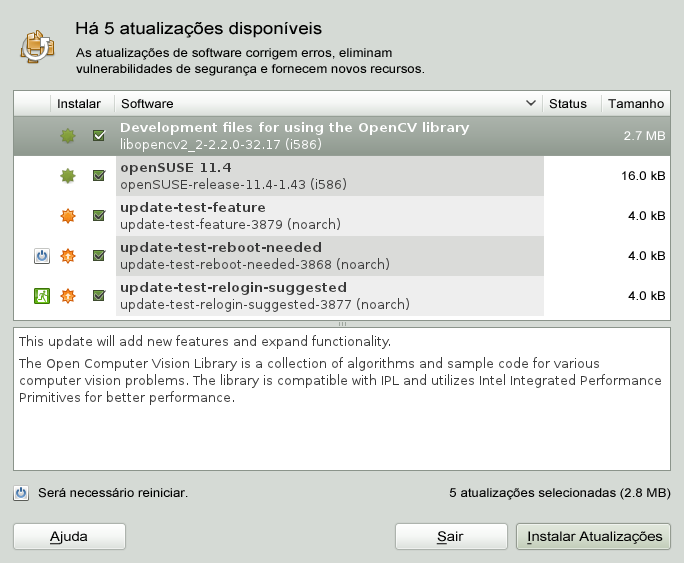 Há 5 atualizações disponíveis
As atualizações de software corrigem erros, eliminam
vulnerabilidades de segurança e fornecem novos recursos.
Instalar Software Status Tamanho
Development files for using the OpenCV library
libopencv2_2-2.2.0-32.17 (i586) 2.7 MB
openSUSE 11.4
openSUSE-release-11.4-1.43 (i586) 16.0 kB
update-test-feature
update-test-feature-3879 (noarch) 4.0 kB
update-test-reboot-needed
update-test-reboot-needed-3868 (noarch) 4.0 kB
update-test-relogin-suggested
update-test-relogin-suggested-3877 (noarch) 4.0 kB
This update will add new features and expand functionality.
The Open Computer Vision Library is a collection of algorithms and sample code for various
computer vision problems. The library is compatible with IPL and utilizes Intel Integrated Performance
Primitives for better performance.
Será necessário reiniciar. 5 atualizações selecionadas (2.8 MB)
Ajuda Sair Instalar Atualizações